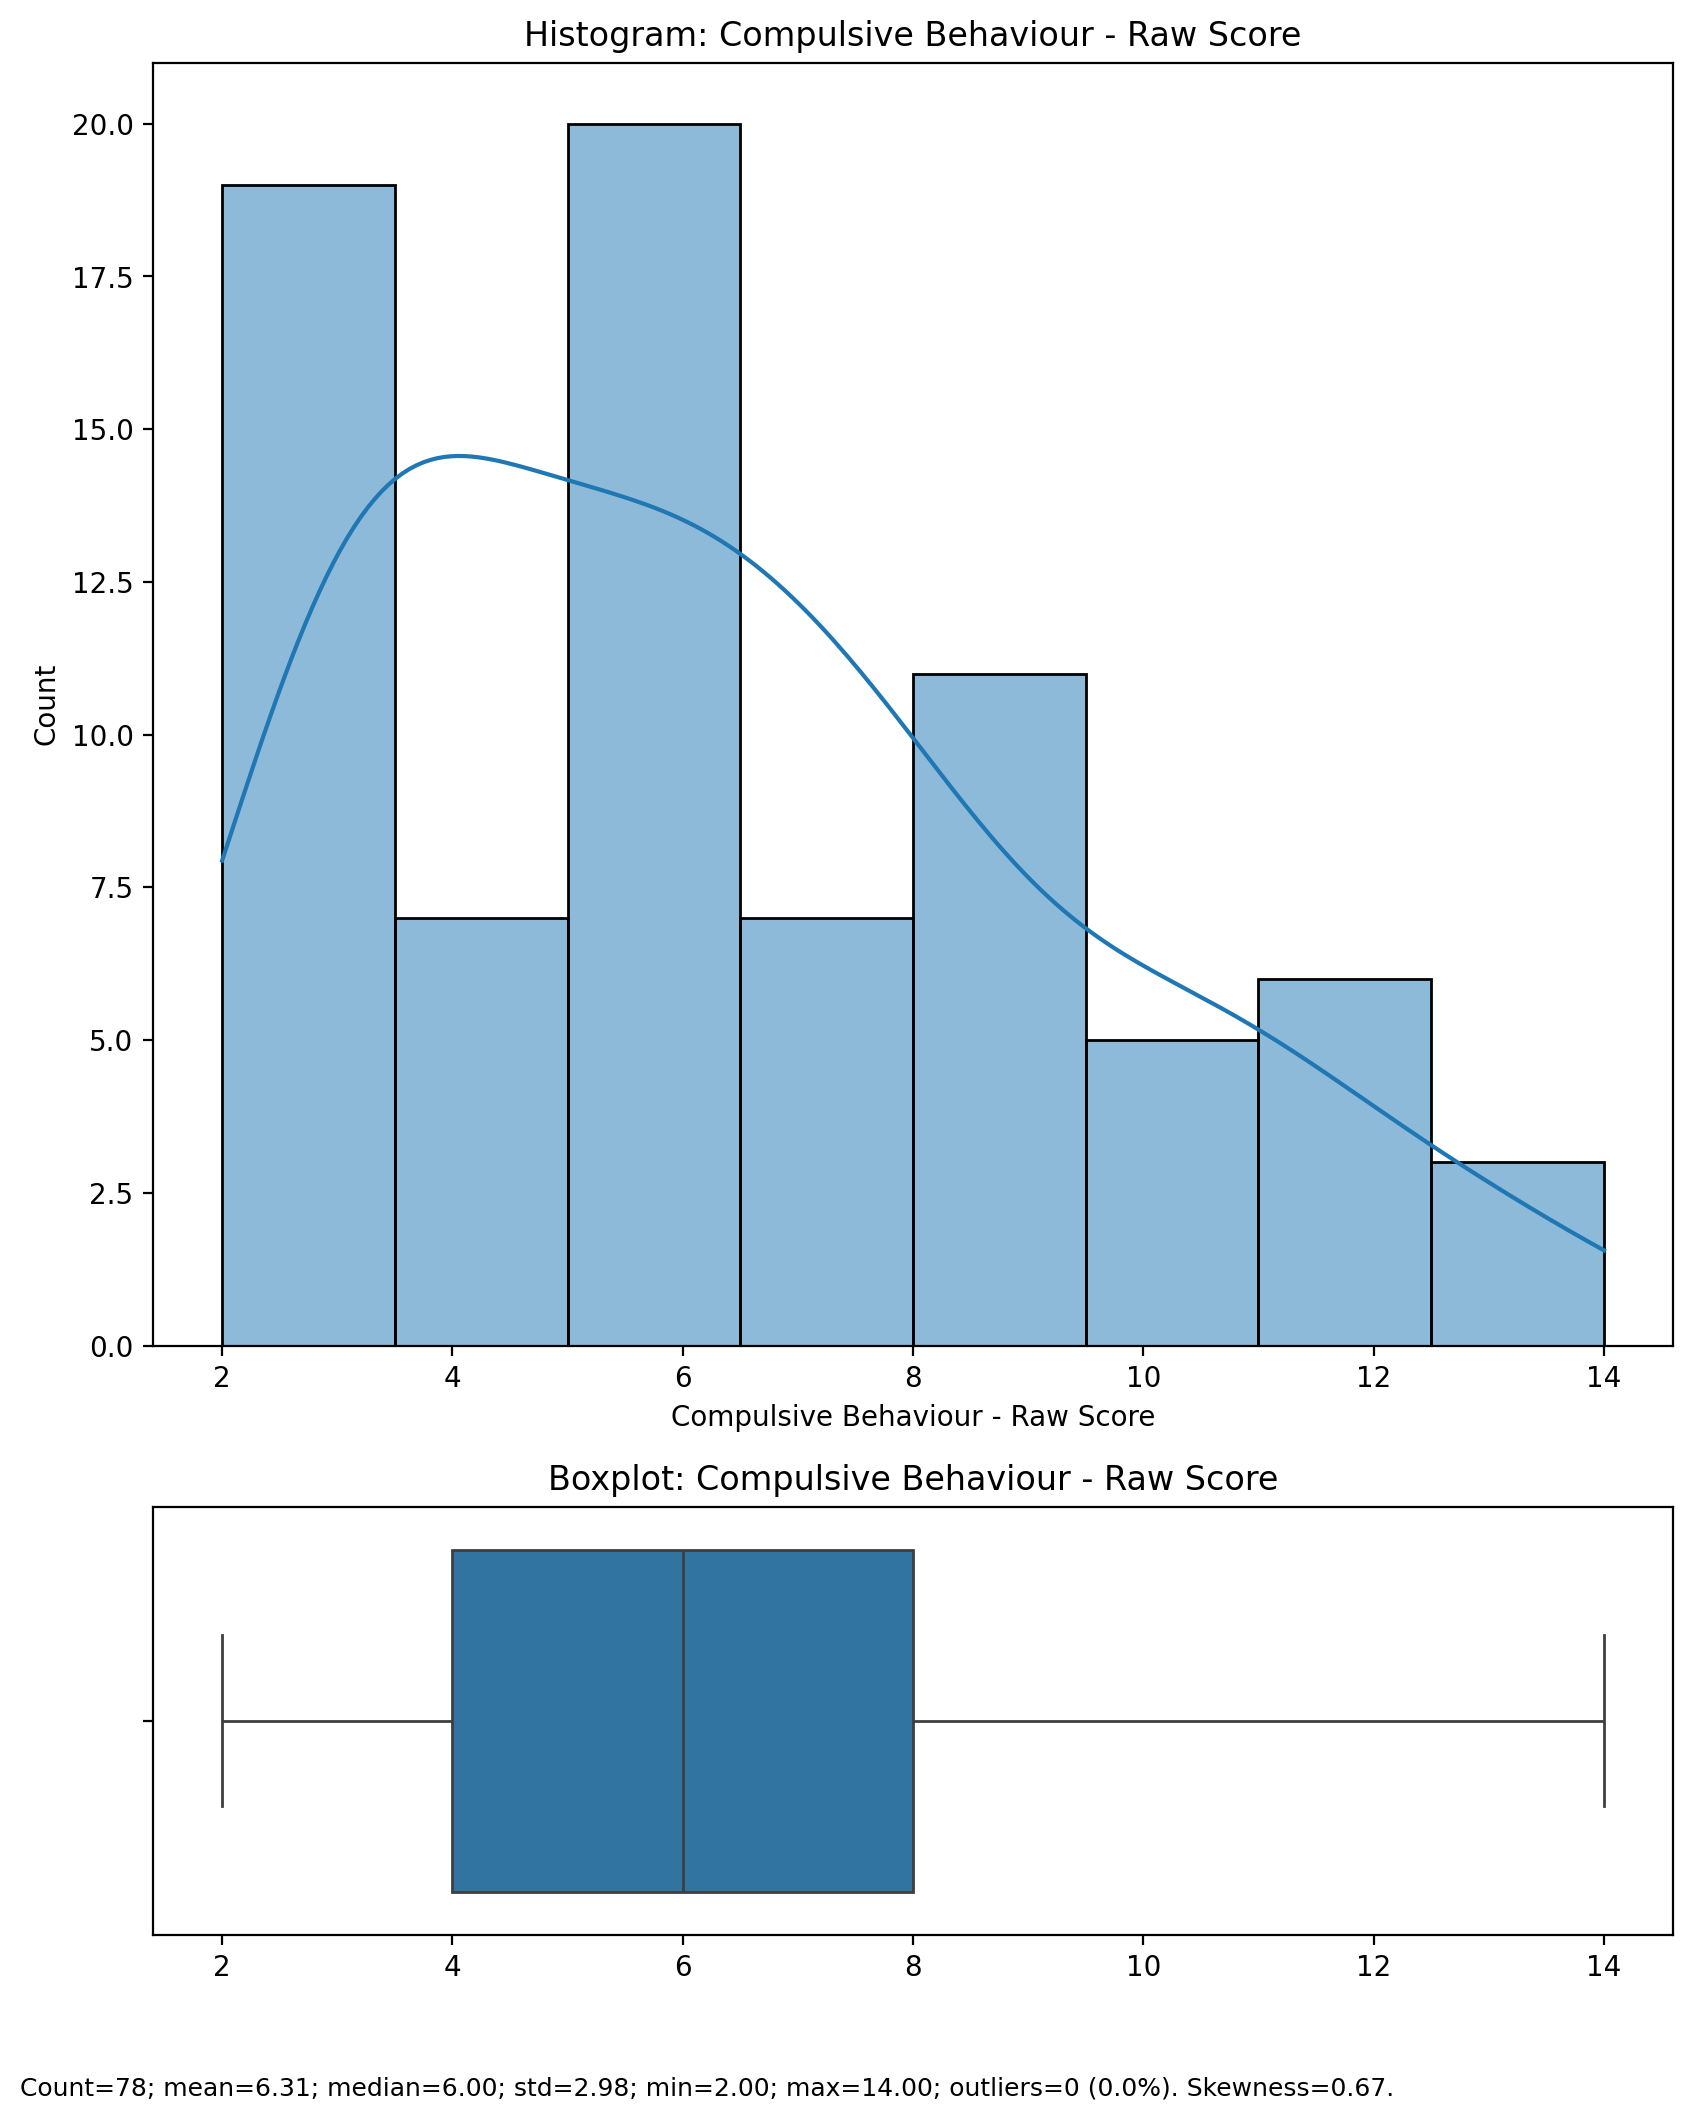 Histogram: Compulsive Behaviour - Raw Score
20.0
17.5
15.0
12.5
10.0
7.5
5.0
2.5
0.0
Count
2 4 6 8 10 12 14
Compulsive Behaviour - Raw Score
Boxplot: Compulsive Behaviour - Raw Score
2 4 6 8 10 12 14
Count=78; mean=6.31; median=6.00; std=2.98; min=2.00; max=14.00; outliers=0 (0.0%). Skewness=0.67.